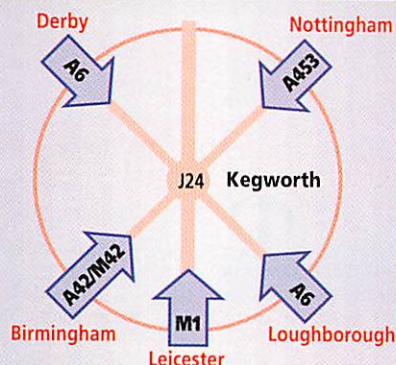 Derby
Nottingham
A6
A453
J24
Kegworth
A42/M42
M1
A6
Birmingham
Leicester
Loughborough